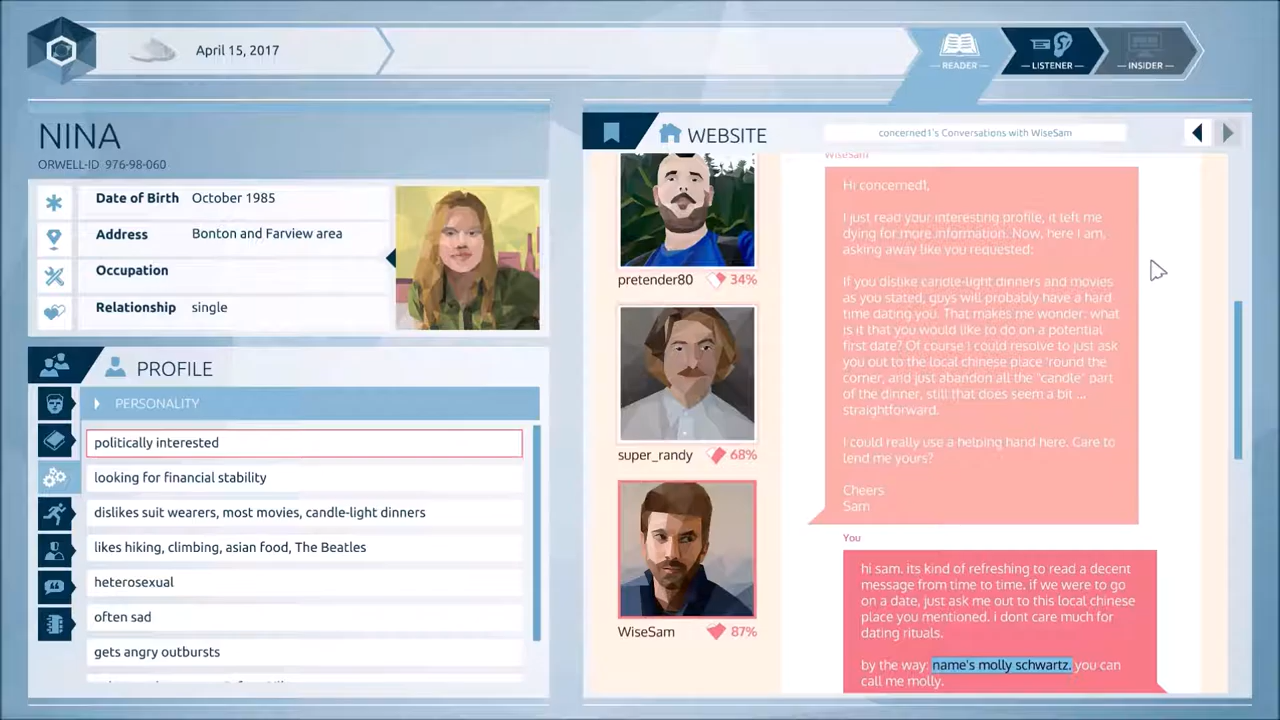 April 15, 2017
READER
LISTENER
INSIDER
NINA
ORWELL-ID 976-98-060
Date of Birth October 1985
Address Bonton and Farview area
Occupation
Relationship single
PROFILE
PERSONALITY
politically interested
looking for financial stability
dislikes suit wearers, most movies, candle-light dinners
likes hiking, climbing, asian food, The Beatles
heterosexual
often sad
gets angry outbursts
WEBSITE
concerned1's Conversations with WiseSam
pretender80 34%
super_randy 68%
WiseSam 87%
WiseSam
Hi concerned1,
I just read your interesting profile, it left me
dying for more information. Now, here I am,
asking away like you requested:
If you dislike candle-light dinners and movies
as you stated, guys will probably have a hard
time dating you. That makes me wonder: what
is it that you would like to do on a potential
first date? Of course I could resolve to just ask
you out to the local chinese place 'round the
corner, and just abandon all the "candle" part
of the dinner, still that does seem a bit ...
straightforward.
I could really use a helping hand here. Care to
lend me yours?
Cheers
Sam
You
hi sam. its kind of refreshing to read a decent
message from time to time. if we were to go
on a date, just ask me out to this local chinese
place you mentioned. i dont care much for
dating rituals.
by the way: name's molly schwartz. you can
call me molly.